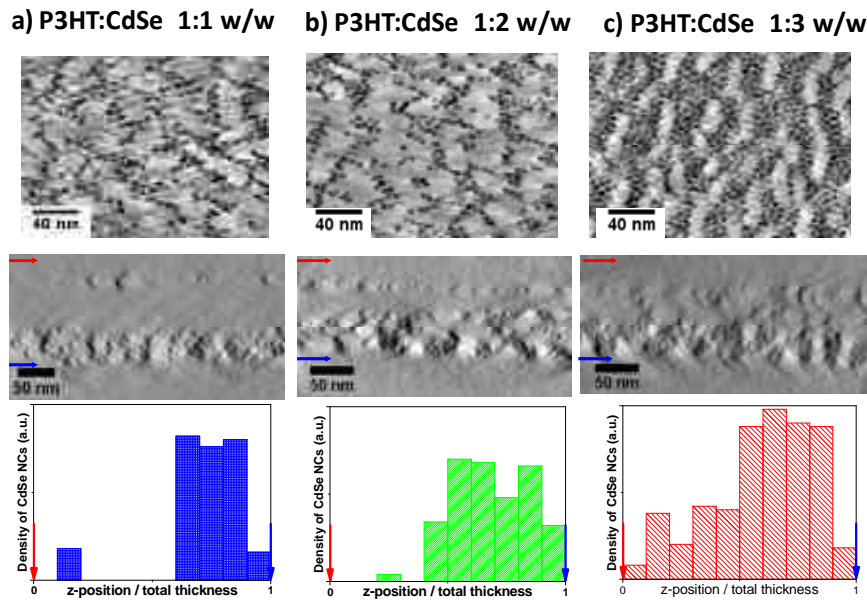 a) P3HT:CdSe 1:1 w/w
b) P3HT:CdSe 1:2 w/w
c) P3HT:CdSe 1:3 w/w
40 nm
40 nm
40 nm
50 nm
50 nm
50 nm
Density of CdSe NCs (a.u.)
0
1
z-position / total thickness
Density of CdSe NCs (a.u.)
0
1
z-position / total thickness
Density of CdSe NCs (a.u.)
0
1
z-position / total thickness